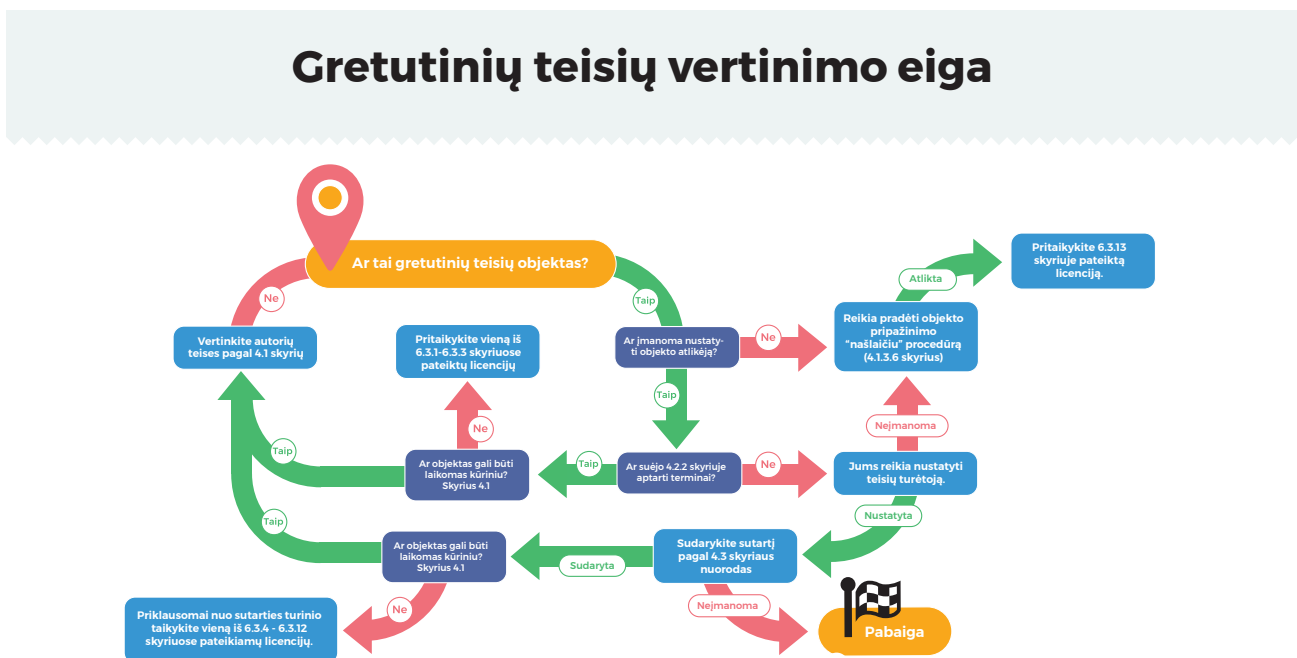 Gretutinių teisių vertinimo eiga
Ar tai gretutinių teisių objektas?
Ne
Taip
Vertinkite autorių
teises pagal 4.1 skyrių
Pritaikykite vieną iš
6.3.1-6.3.3 skyriuose
pateiktų licencijų
Ar įmanoma nustaty-
ti objekto atlikėją?
Ne
Reikia pradėti objekto
pripažinimo
“našlaičiu” procedūrą
(4.1.3.6 skyrius)
Atlikta
Pritaikykite 6.3.13
skyriuje pateiktą
licenciją.
Taip
Neįmanoma
Ne
Taip
Ar objektas gali būti
laikomas kūriniu?
Skyrius 4.1
Taip
Ar suėjo 4.2.2 skyriuje
aptarti terminai?
Ne
Jums reikia nustatyti
teisių turėtoją.
Nustatyta
Taip
Ar objektas gali būti
laikomas kūriniu?
Skyrius 4.1
Sudaryta
Sudarykite sutartį
pagal 4.3 skyriaus
nuorodas
Ne
Neįmanoma
Priklausomai nuo sutarties turinio
taikykite vieną iš 6.3.4 - 6.3.12
skyriuose pateikiamų licencijų.
Pabaiga